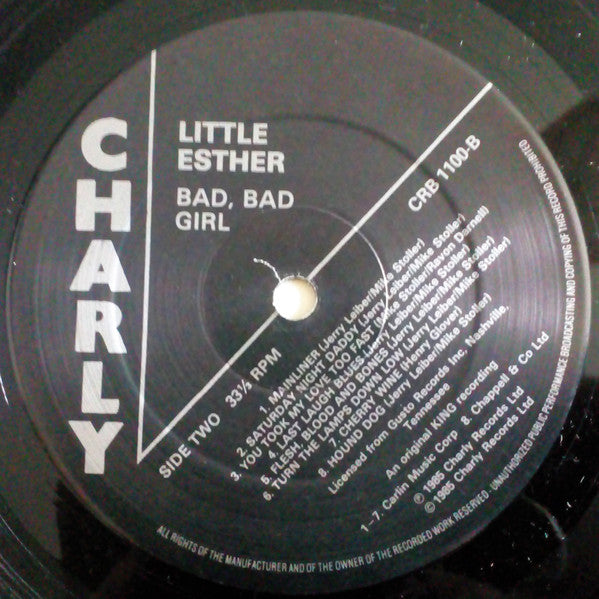 CHARLY
LITTLE
ESTHER
BAD, BAD
GIRL
CRB 1100-B
SIDE TWO 33⅓ RPM
1. MAINLINER (Jerry Leiber/Mike Stoller)
2. SATURDAY NIGHT DADDY (Jerry Leiber/Mike Stoller)
3. YOU TOOK MY LOVE TOO FAST (Mike Stoller/Ravon Darnell)
4. LAST LAUGH BLUES (Jerry Leiber/Mike Stoller)
5. FLESH, BLOOD AND BONES (Jerry Leiber/Mike Stoller)
6. TURN THE LAMPS DOWN LOW (Jerry Leiber/Mike Stoller)
CHERRY WINE (Henry Glover)
8. HOUND DOG (Jerry Leiber/Mike Stoller)
Licensed from Gusto Records Inc, Nashville,
Tennessee
An original KING recording
1–7. Carlin Music Corp 8. Chappell & Co Ltd
℗ 1985 Charly Records Ltd
© 1985 Charly Records Ltd
ALL RIGHTS OF THE MANUFACTURER AND OF THE OWNER OF THE RECORDED WORK RESERVED · UNAUTHORIZED PUBLIC PERFORMANCE BROADCASTING AND COPYING OF THIS RECORD PROHIBITED